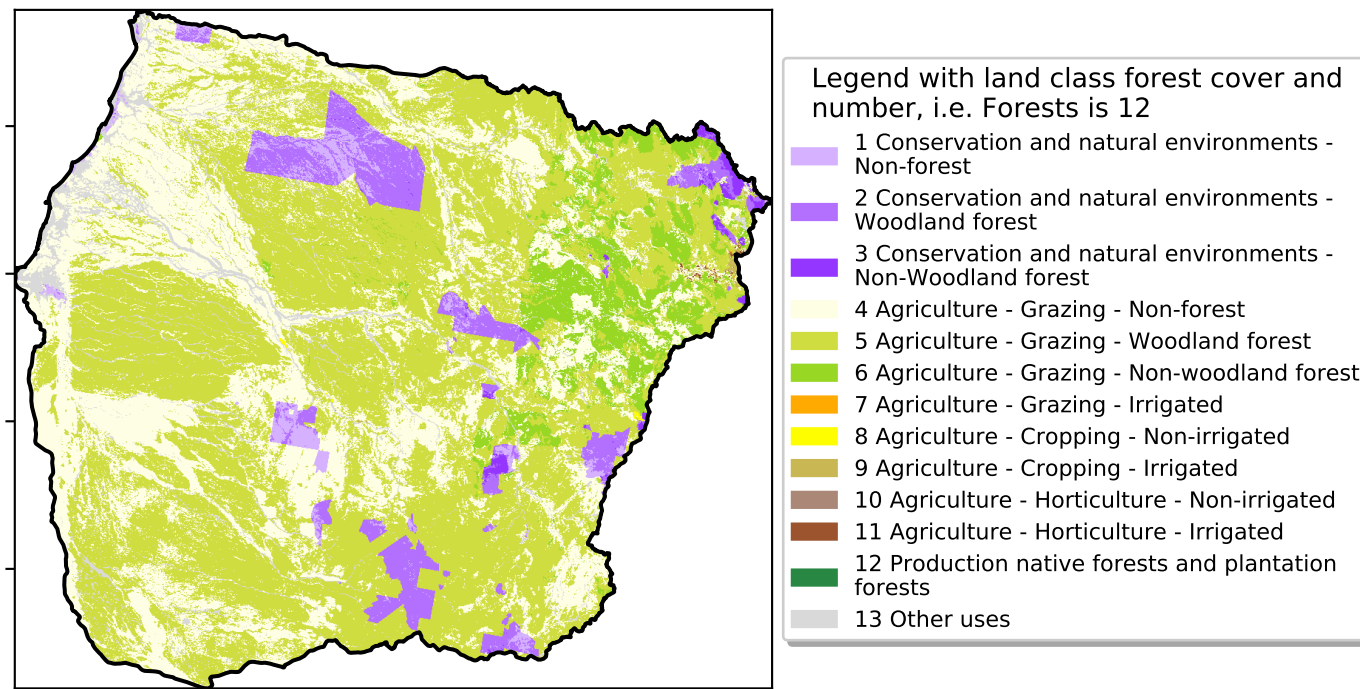 Legend with land class forest cover and
number, i.e. Forests is 12
1 Conservation and natural environments -
Non-forest
2 Conservation and natural environments -
Woodland forest
3 Conservation and natural environments -
Non-Woodland forest
4 Agriculture - Grazing - Non-forest
5 Agriculture - Grazing - Woodland forest
6 Agriculture - Grazing - Non-woodland forest
7 Agriculture - Grazing - Irrigated
8 Agriculture - Cropping - Non-irrigated
9 Agriculture - Cropping - Irrigated
10 Agriculture - Horticulture - Non-irrigated
11 Agriculture - Horticulture - Irrigated
12 Production native forests and plantation
forests
13 Other uses